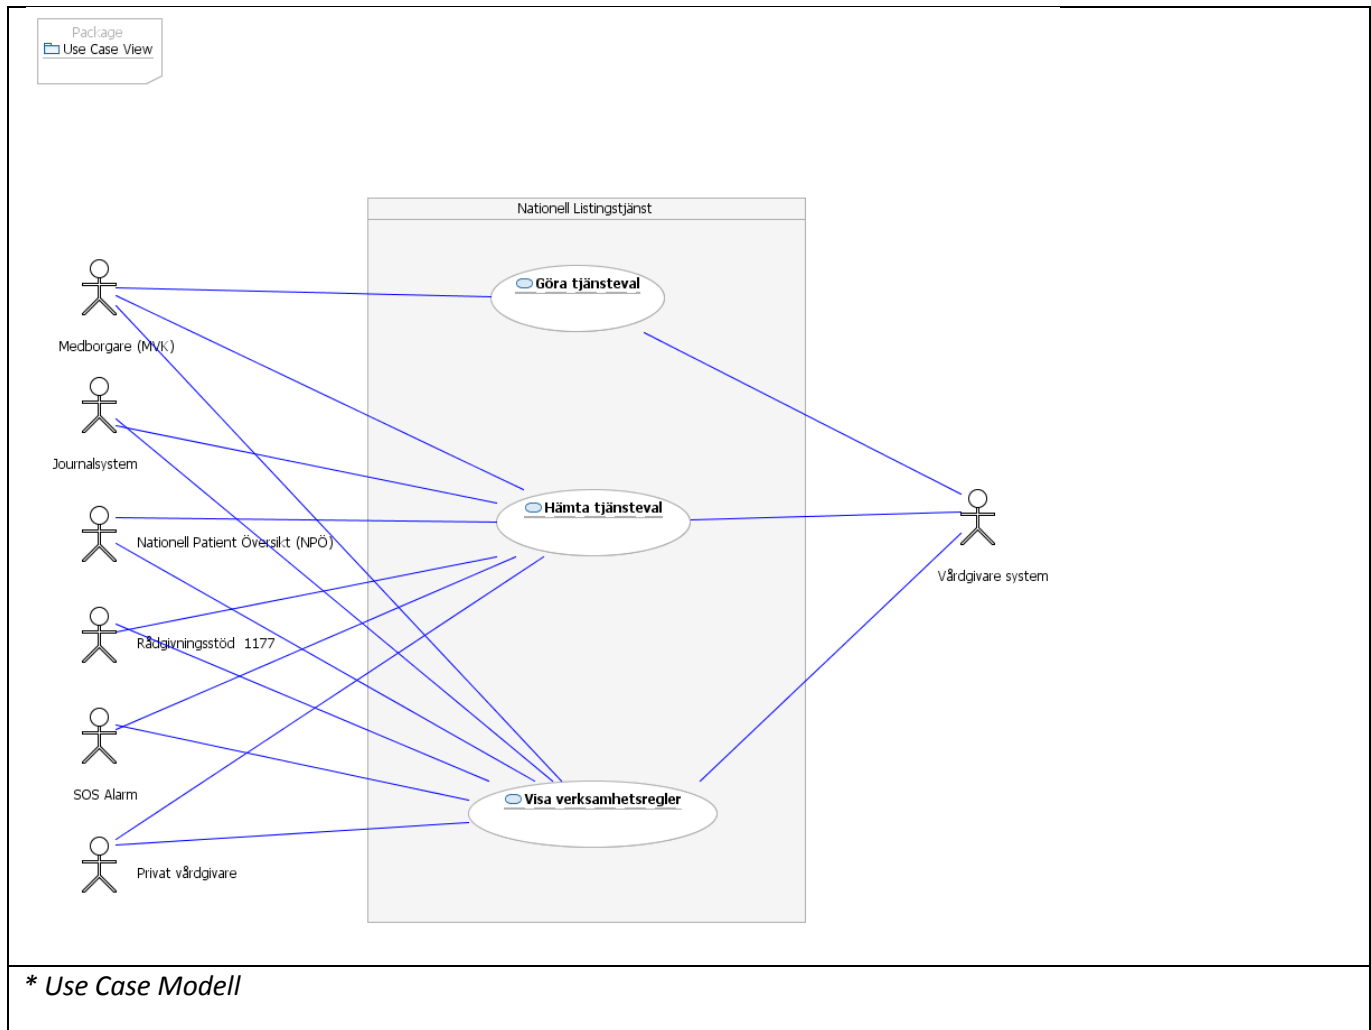 Package
Use Case View
Nationell Listingstjänst
Göra tjänsteval
Medborgare (MVK)
Journalsystem
Hämta tjänsteval
Nationell Patient Översikt (NPÖ)
Vårdgivare system
Rådgivningsstöd 1177
SOS Alarm
Visa verksamhetsregler
Privat vårdgivare
* Use Case Modell